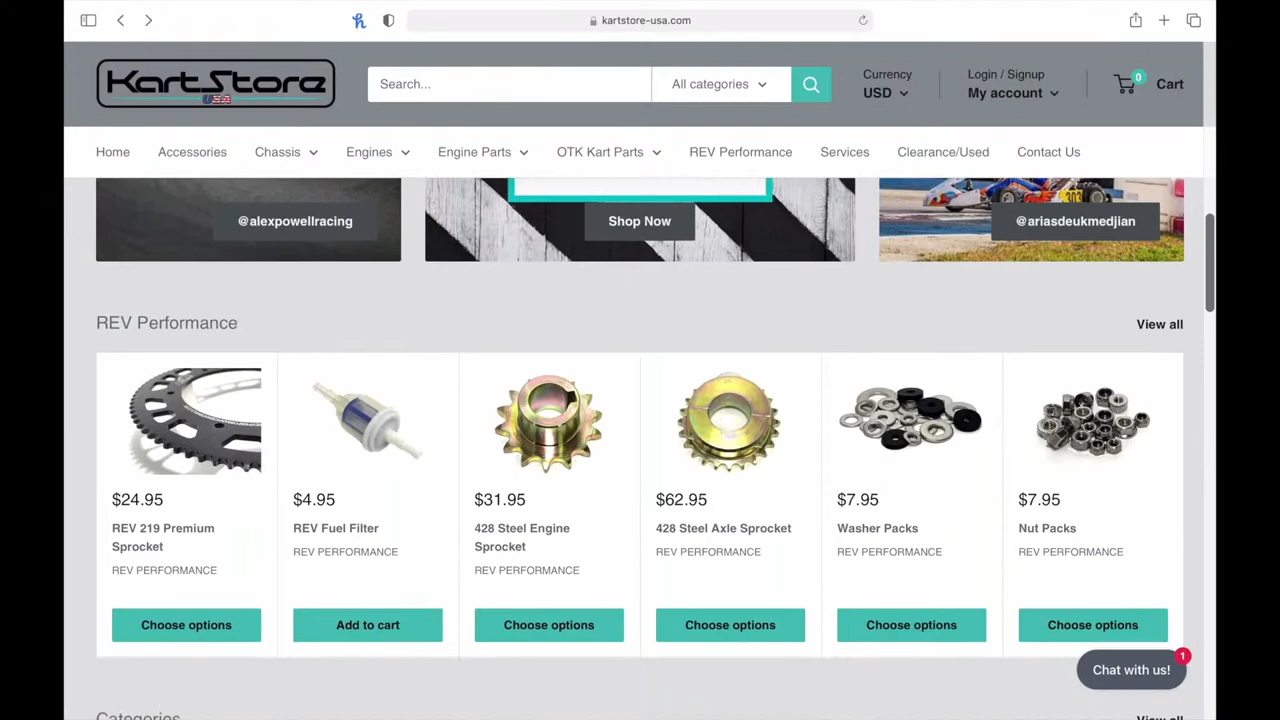 kartstore-usa.com
KartStore
USA
Search...
All categories
Currency
USD
Login / Signup
My account
0
Cart
Home
Accessories
Chassis
Engines
Engine Parts
OTK Kart Parts
REV Performance
Services
Clearance/Used
Contact Us
303
@alexpowellracing
Shop Now
@ariasdeukmedjian
REV Performance
View all
$24.95
REV 219 Premium
Sprocket
REV PERFORMANCE
Choose options
$4.95
REV Fuel Filter
REV PERFORMANCE
Add to cart
$31.95
428 Steel Engine
Sprocket
REV PERFORMANCE
Choose options
$62.95
428 Steel Axle Sprocket
REV PERFORMANCE
Choose options
$7.95
Washer Packs
REV PERFORMANCE
Choose options
$7.95
Nut Packs
REV PERFORMANCE
Choose options
1
Chat with us!
Categories
View all